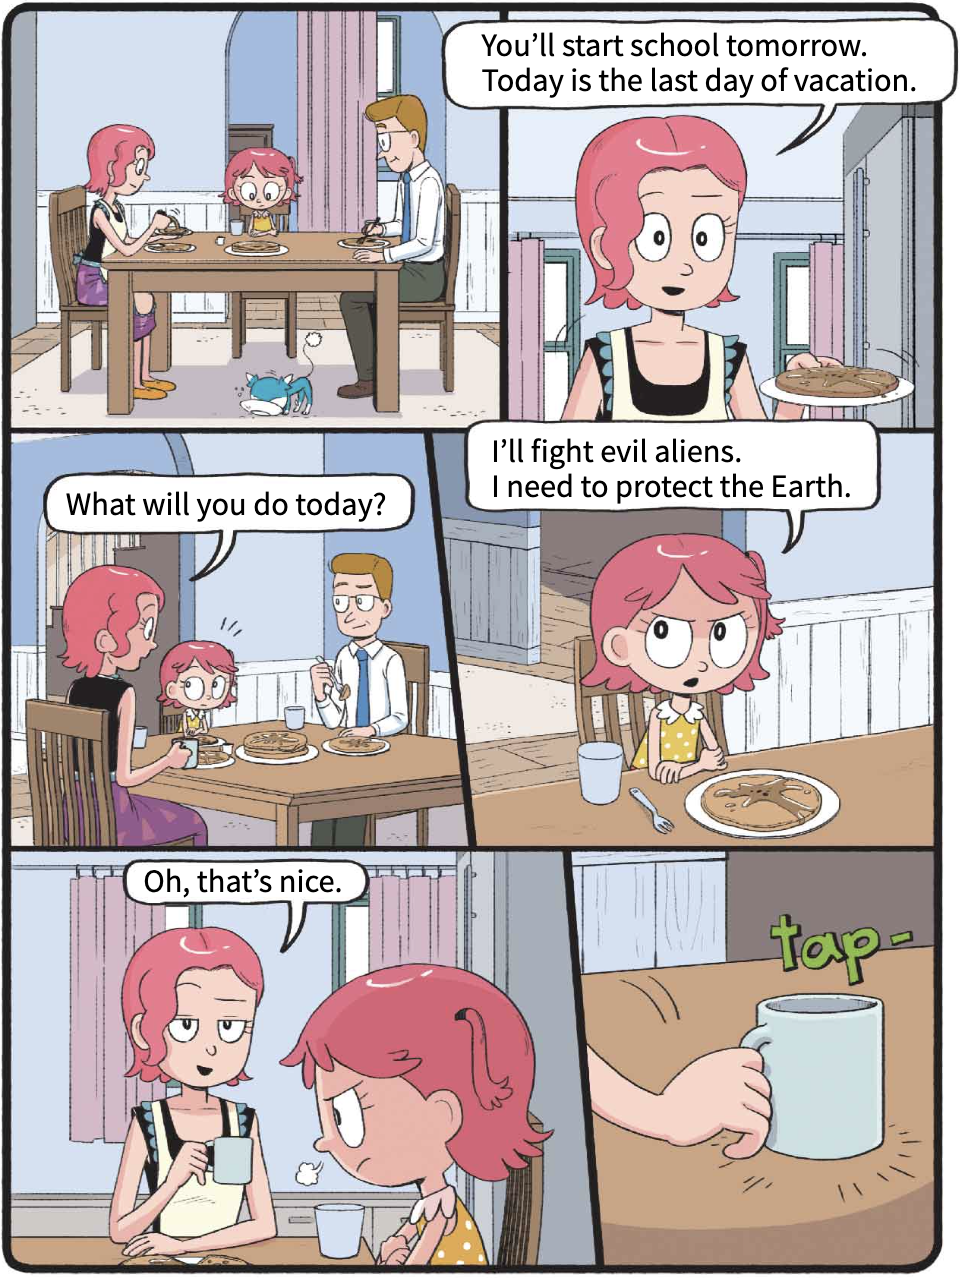 You'll start school tomorrow.
Today is the last day of vacation.
What will you do today?
I'll fight evil aliens.
I need to protect the Earth.
Oh, that's nice.
tap-